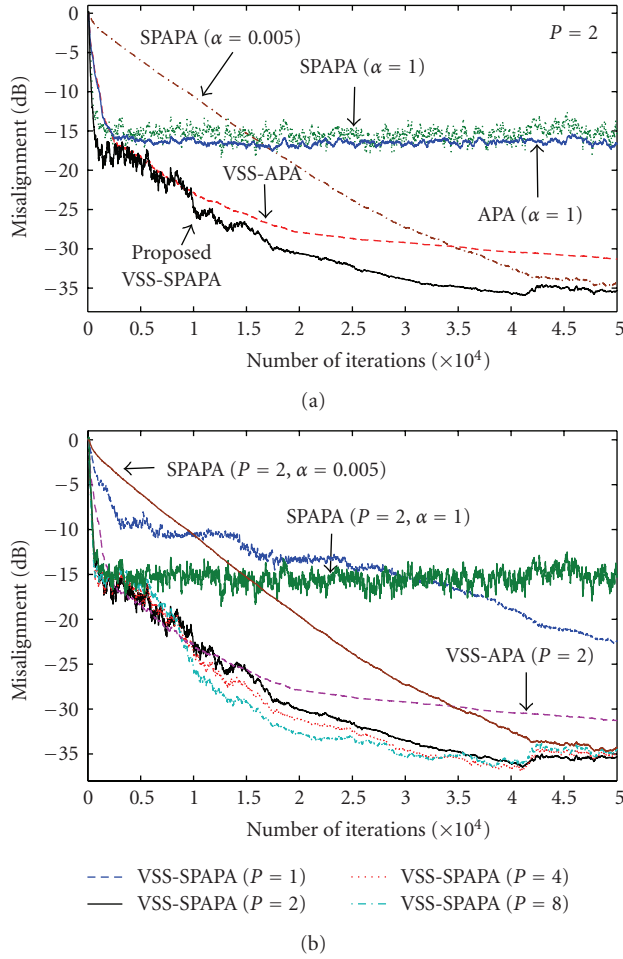 0
−5
−10
−15
−20
−25
−30
−35
Misalignment (dB)
SPAPA (α = 0.005)
P = 2
SPAPA (α = 1)
VSS-APA
APA (α = 1)
Proposed
VSS-SPAPA
0 0.5 1 1.5 2 2.5 3 3.5 4 4.5 5
Number of iterations (×10⁴)
(a)
0
−5
−10
−15
−20
−25
−30
−35
Misalignment (dB)
SPAPA (P = 2, α = 0.005)
SPAPA (P = 2, α = 1)
VSS-APA (P = 2)
0 0.5 1 1.5 2 2.5 3 3.5 4 4.5 5
Number of iterations (×10⁴)
VSS-SPAPA (P = 1)
VSS-SPAPA (P = 2)
VSS-SPAPA (P = 4)
VSS-SPAPA (P = 8)
(b)